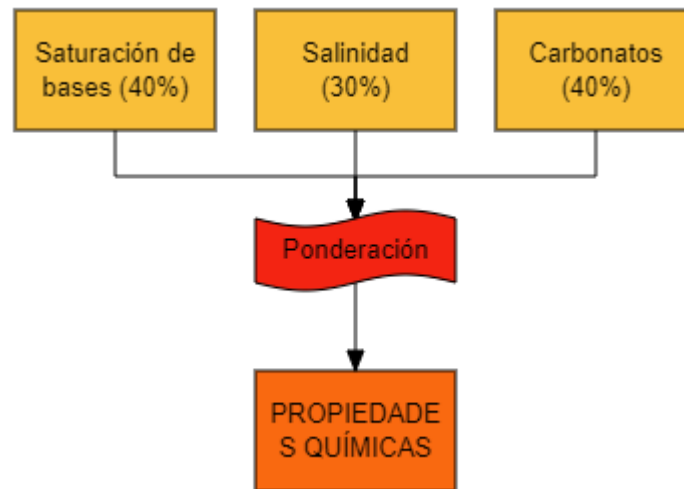 Saturación de
bases (40%)
Salinidad
(30%)
Carbonatos
(40%)
Ponderación
PROPIEDADE
S QUÍMICAS